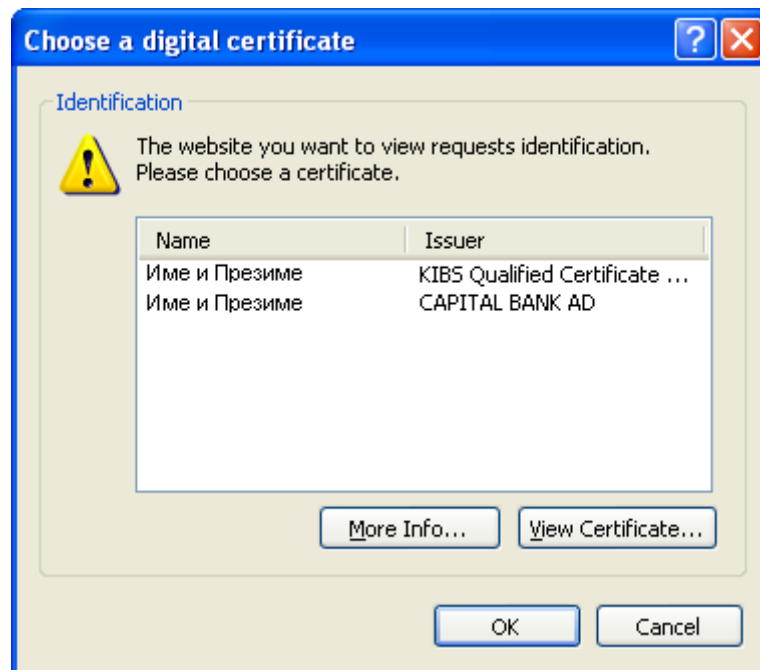 Choose a digital certificate
Identification
The website you want to view requests identification.
Please choose a certificate.
Name Issuer
Име и Презиме KIBS Qualified Certificate ...
Име и Презиме CAPITAL BANK AD
More Info... View Certificate...
OK Cancel